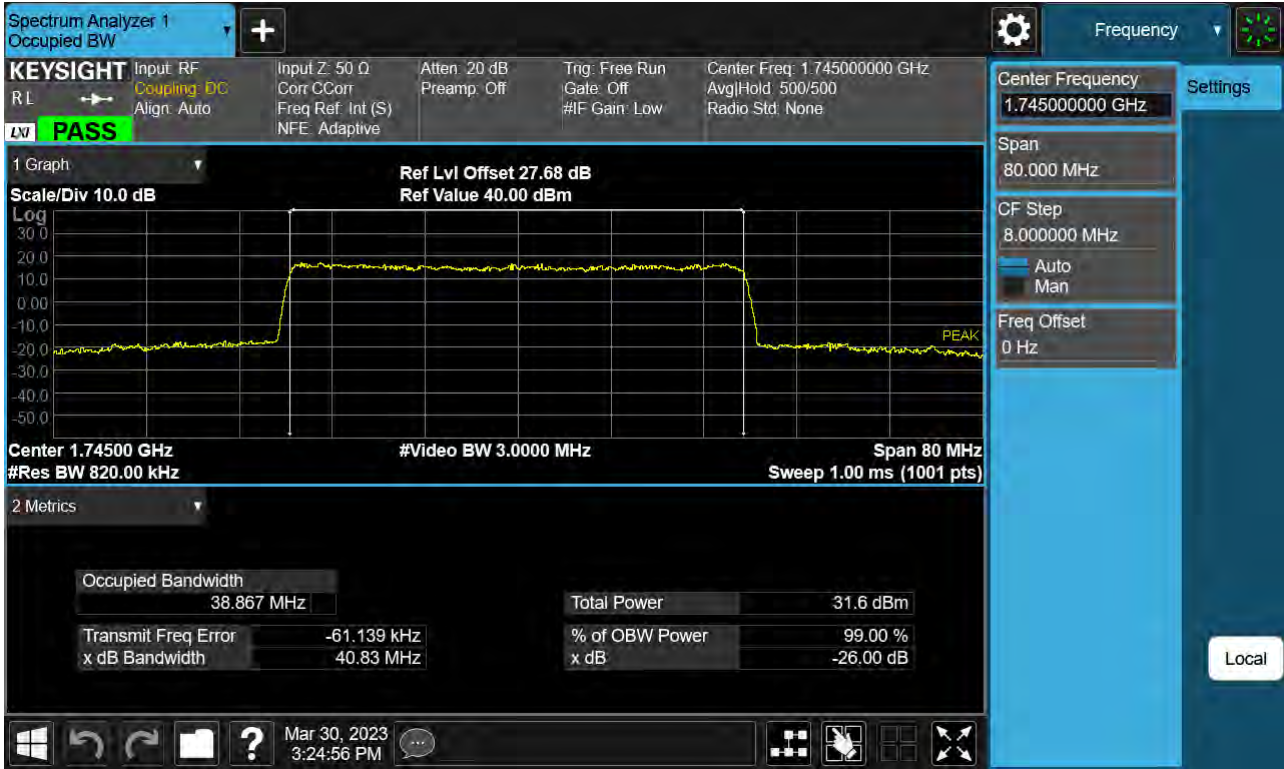 Spectrum Analyzer 1
Occupied BW
Frequency
KEYSIGHT
R L
LXI
PASS
Input: RF
Coupling: DC
Align: Auto
Input Z: 50 Ω
Corr CCorr
Freq Ref: Int (S)
NFE: Adaptive
Atten: 20 dB
Preamp: Off
Trig: Free Run
Gate: Off
#IF Gain: Low
Center Freq: 1.745000000 GHz
Avg|Hold: 500/500
Radio Std: None
1 Graph
Scale/Div 10.0 dB
Ref Lvl Offset 27.68 dB
Ref Value 40.00 dBm
Log
30.0
20.0
10.0
0.00
-10.0
-20.0
-30.0
-40.0
-50.0
PEAK
Center 1.74500 GHz
#Video BW 3.0000 MHz
Span 80 MHz
#Res BW 820.00 kHz
Sweep 1.00 ms (1001 pts)
2 Metrics
Occupied Bandwidth
38.867 MHz
Total Power 31.6 dBm
Transmit Freq Error -61.139 kHz
% of OBW Power 99.00 %
x dB Bandwidth 40.83 MHz
x dB -26.00 dB
Mar 30, 2023
3:24:56 PM
Center Frequency
1.745000000 GHz
Settings
Span
80.000 MHz
CF Step
8.000000 MHz
Auto
Man
Freq Offset
0 Hz
Local